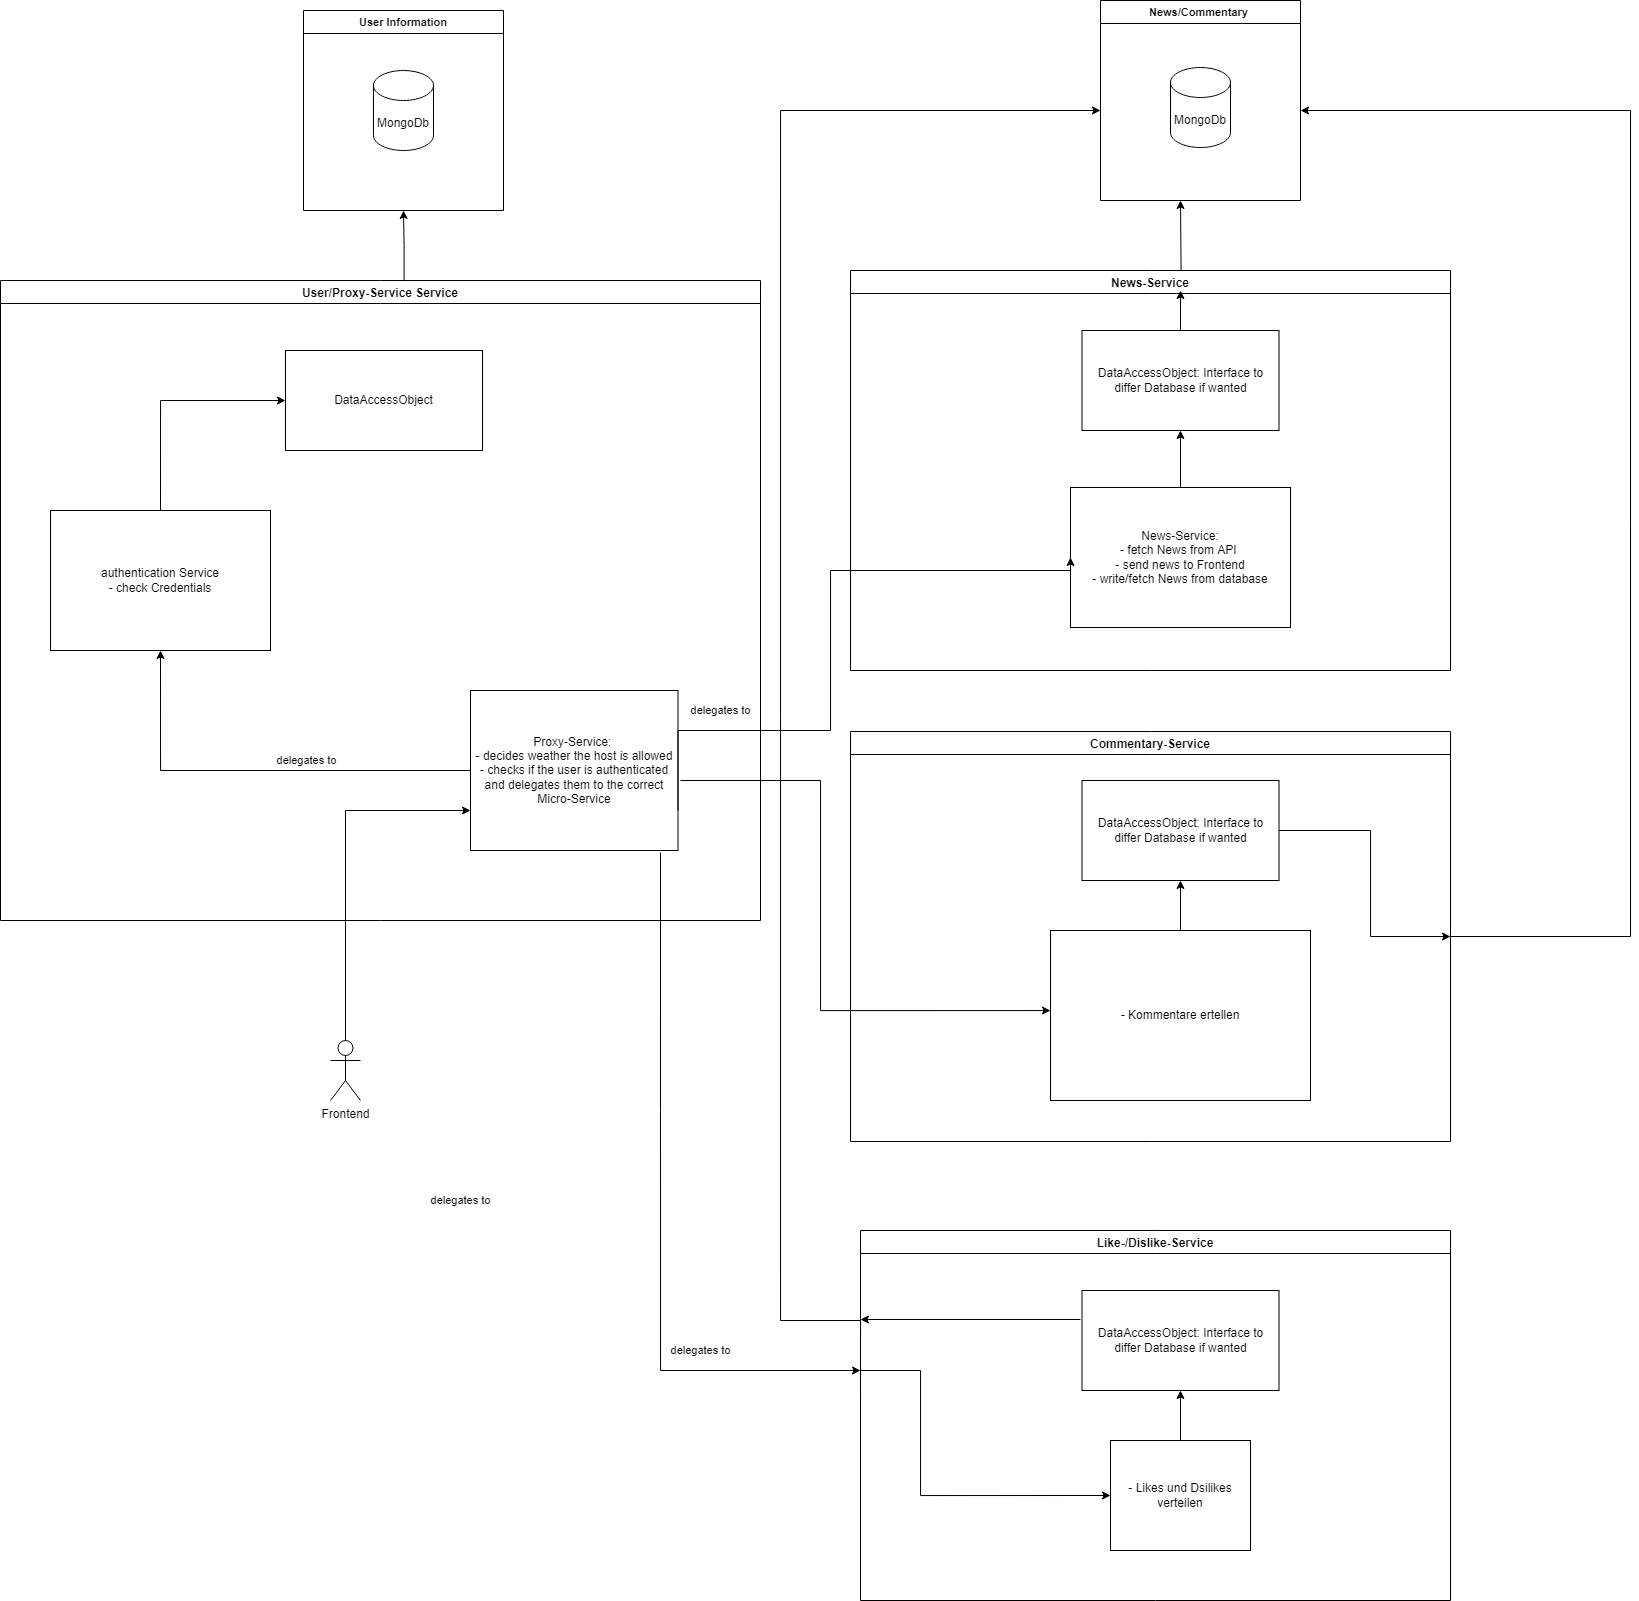 User Information
MongoDb
News/Commentary
MongoDb
User/Proxy-Service Service
DataAccessObject
authentication Service
- check Credentials
delegates to
Proxy-Service:
- decides weather the host is allowed
- checks if the user is authenticated
and delegates them to the correct
Micro-Service
delegates to
News-Service
DataAccessObject: Interface to
differ Database if wanted
News-Service:
- fetch News from API
- send news to Frontend
- write/fetch News from database
Commentary-Service
DataAccessObject: Interface to
differ Database if wanted
- Kommentare ertellen
Frontend
delegates to
Like-/Dislike-Service
DataAccessObject: Interface to
differ Database if wanted
delegates to
- Likes und Dsilikes
verteilen